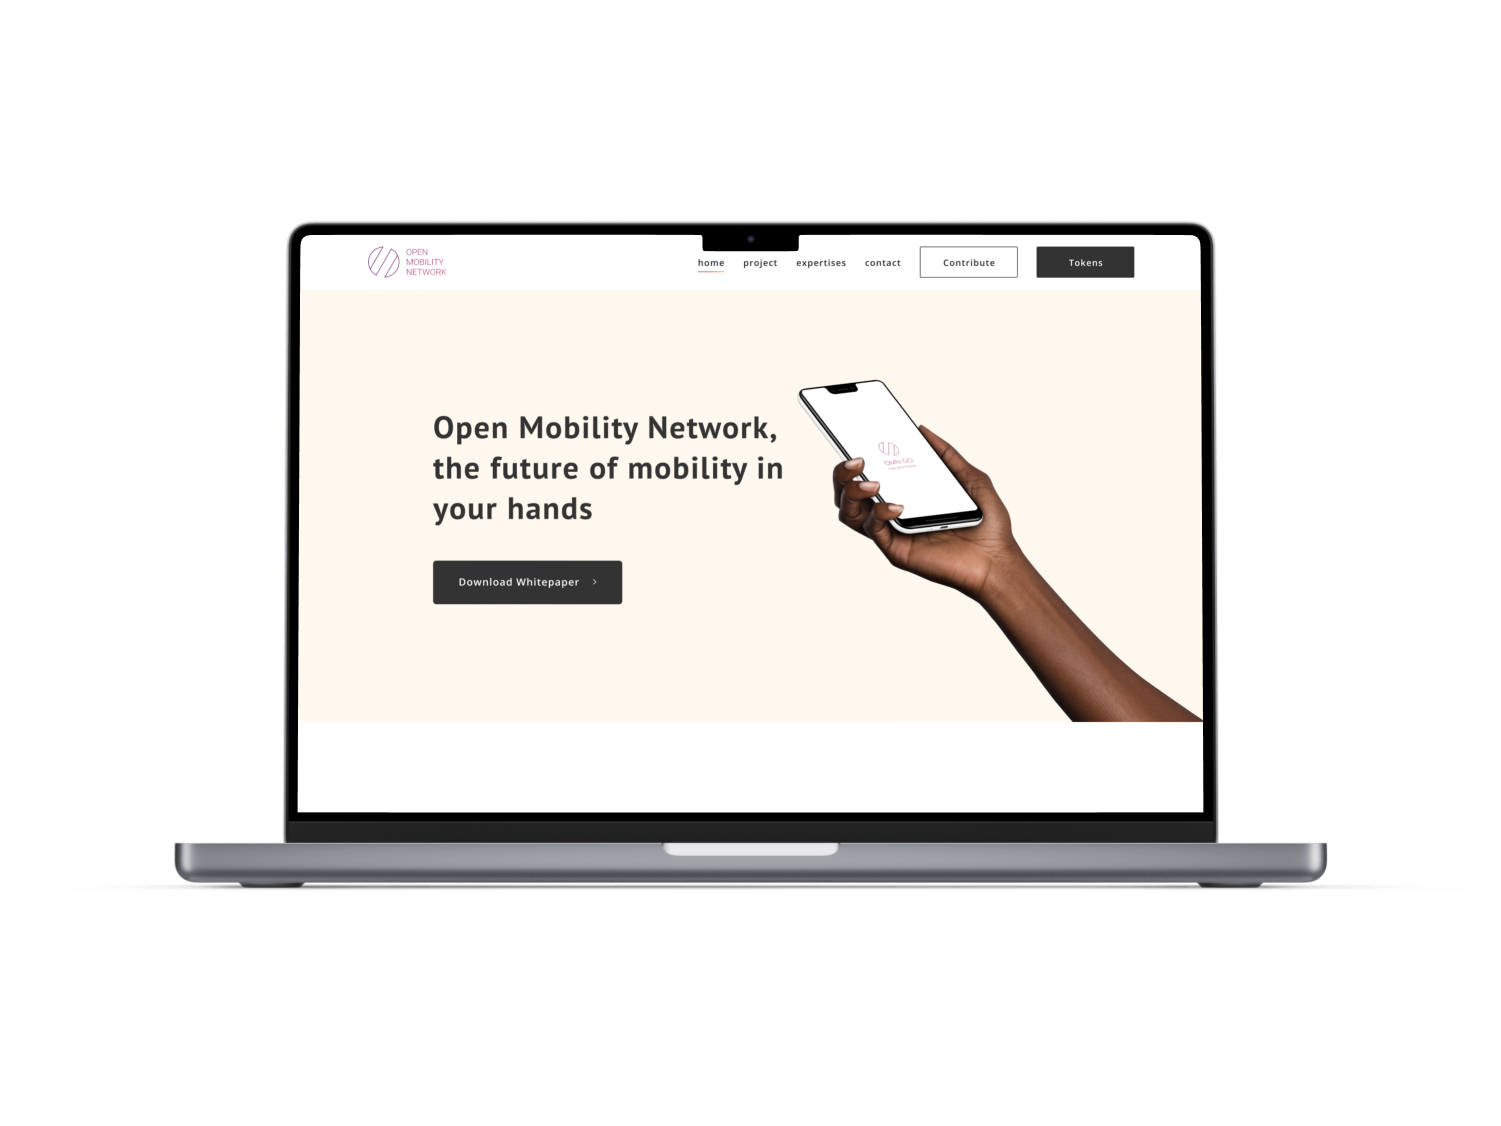 OPEN
MOBILITY
NETWORK
home project expertises contact Contribute Tokens
Open Mobility Network,
the future of mobility in
your hands
Download Whitepaper >
OMN GO